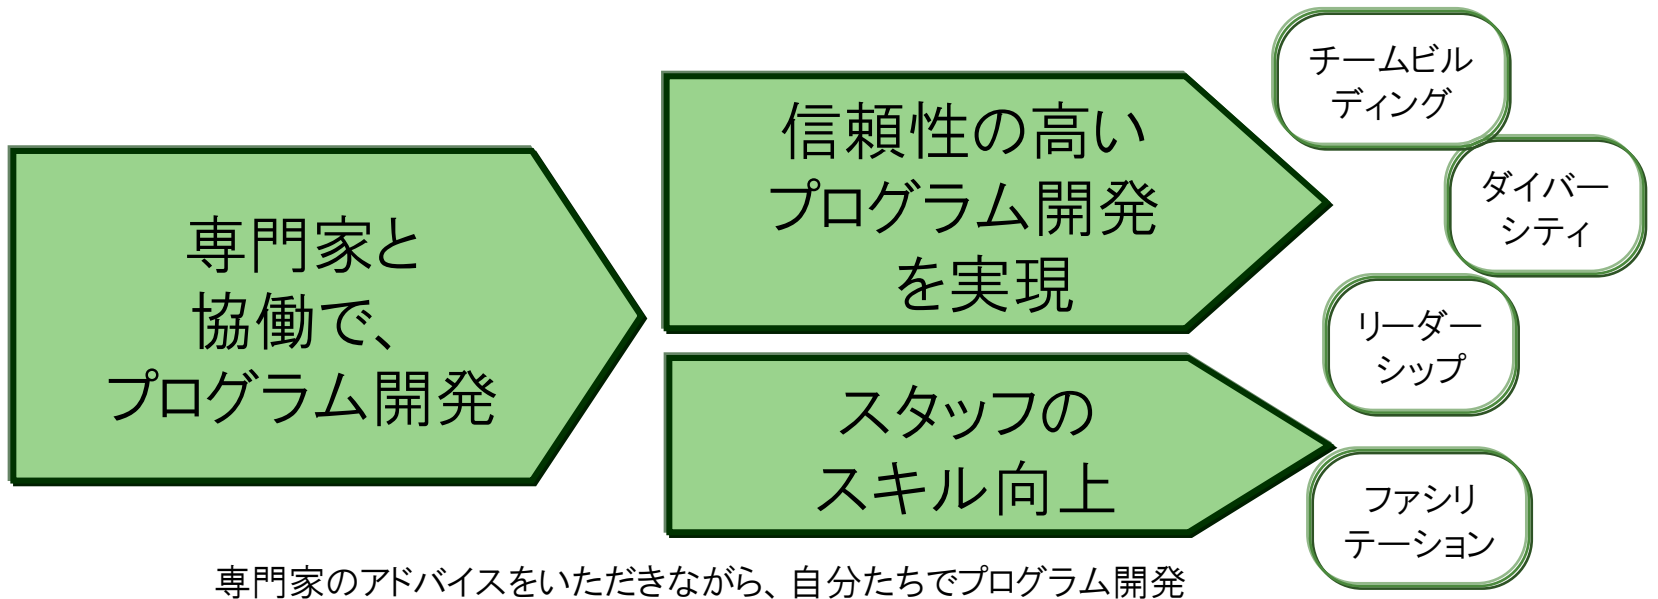 専門家と
協働で、
プログラム開発
信頼性の高い
プログラム開発
を実現
スタッフの
スキル向上
チームビル
ディング
ダイバー
シティ
リーダー
シップ
ファシリ
テーション
専門家のアドバイスをいただきながら、自分たちでプログラム開発